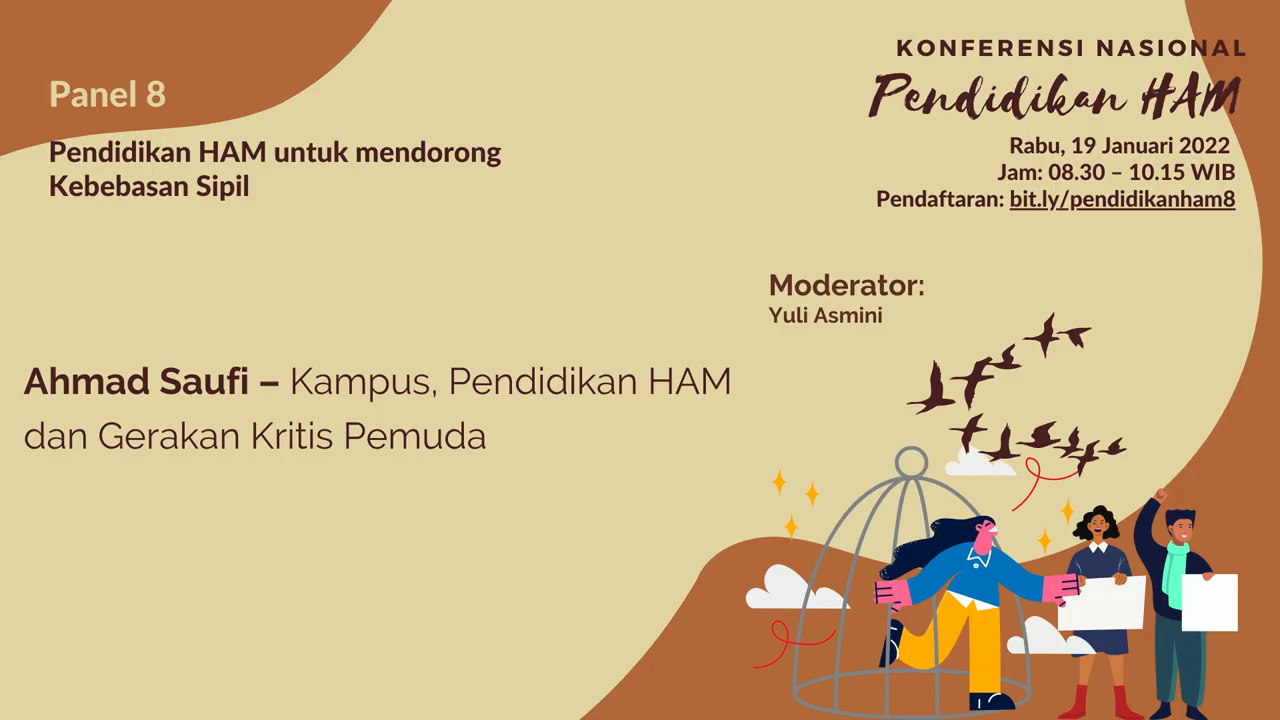 Panel 8
Pendidikan HAM untuk mendorong
Kebebasan Sipil
KONFERENSI NASIONAL
Pendidikan HAM
Rabu, 19 Januari 2022
Jam: 08.30 – 10.15 WIB
Pendaftaran: bit.ly/pendidikanham8
Moderator:
Yuli Asmini
Ahmad Saufi – Kampus, Pendidikan HAM
dan Gerakan Kritis Pemuda